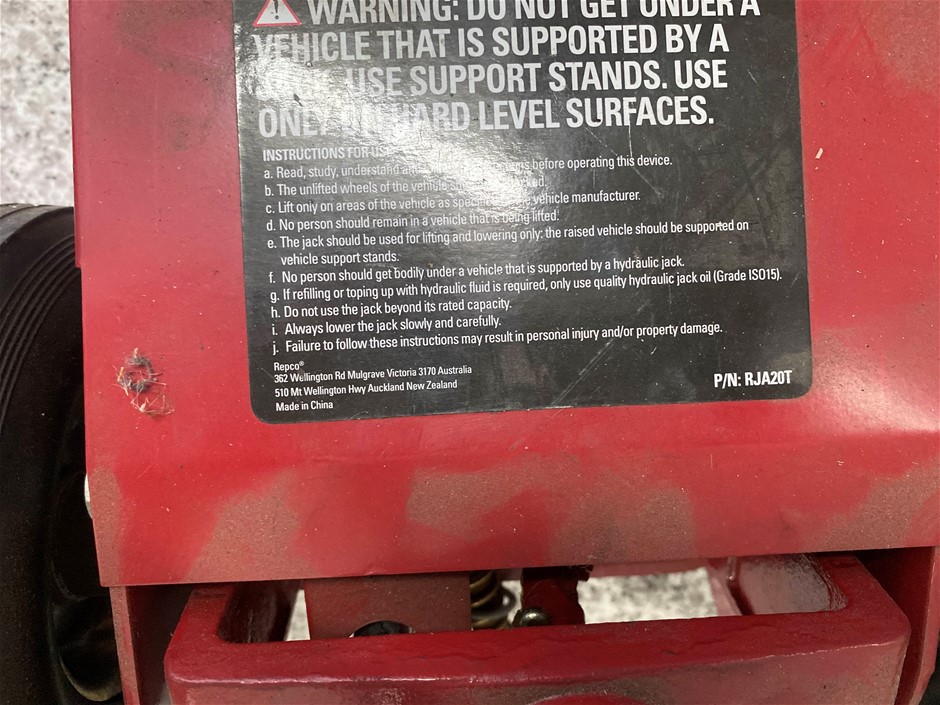 WARNING: DO NOT GET UNDER A
VEHICLE THAT IS SUPPORTED BY A
USE SUPPORT STANDS. USE
ONLY HARD LEVEL SURFACES.
INSTRUCTIONS FOR USE
a. Read, study, understand before operating this device.
b. The unlifted wheels of the vehicle
c. Lift only on areas of the vehicle as vehicle manufacturer.
d. No person should remain in a vehicle that is being lifted.
e. The jack should be used for lifting and lowering only: the raised vehicle should be supported on
vehicle support stands.
f. No person should get bodily under a vehicle that is supported by a hydraulic jack.
g. If refilling or toping up with hydraulic fluid is required, only use quality hydraulic jack oil (Grade ISO15).
h. Do not use the jack beyond its rated capacity.
i. Always lower the jack slowly and carefully.
j. Failure to follow these instructions may result in personal injury and/or property damage.
Repco®
362 Wellington Rd Mulgrave Victoria 3170 Australia
510 Mt Wellington Hwy Auckland New Zealand
Made in China
P/N: RJA20T